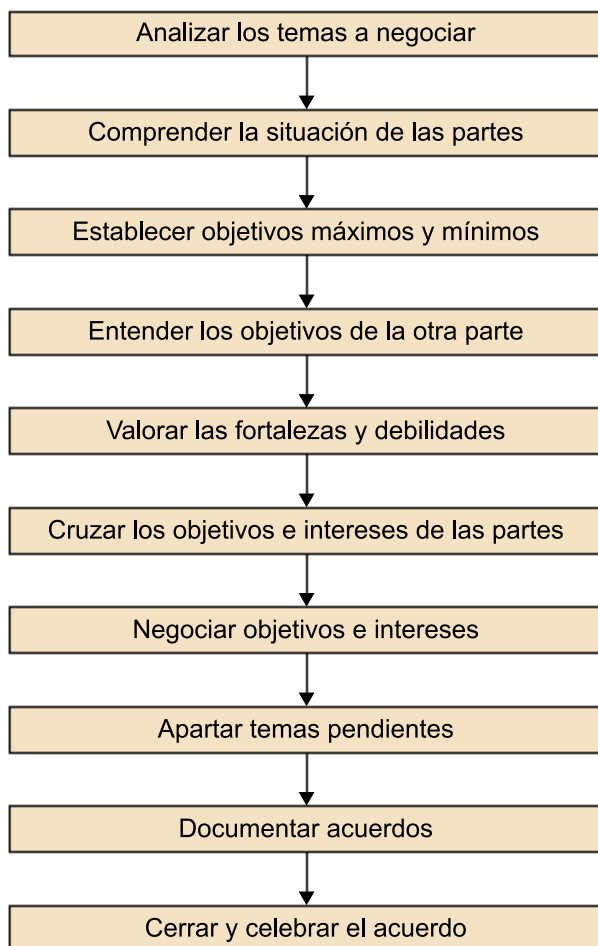 Analizar los temas a negociar
Comprender la situación de las partes
Establecer objetivos máximos y mínimos
Entender los objetivos de la otra parte
Valorar las fortalezas y debilidades
Cruzar los objetivos e intereses de las partes
Negociar objetivos e intereses
Apartar temas pendientes
Documentar acuerdos
Cerrar y celebrar el acuerdo